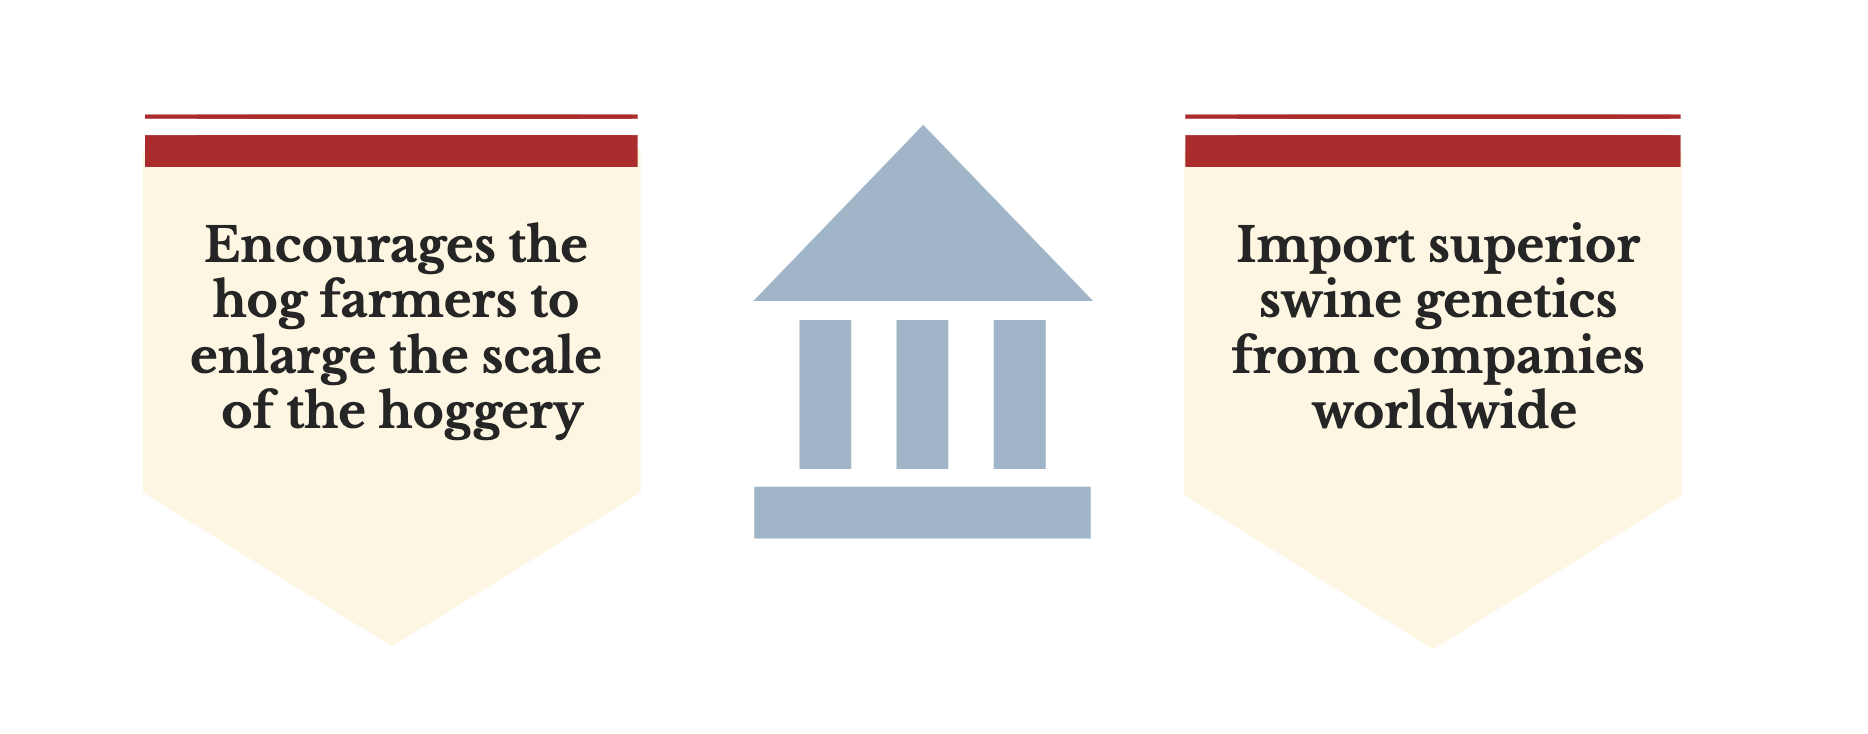 Encourages the
hog farmers to
enlarge the scale
of the hoggery
Import superior
swine genetics
from companies
worldwide